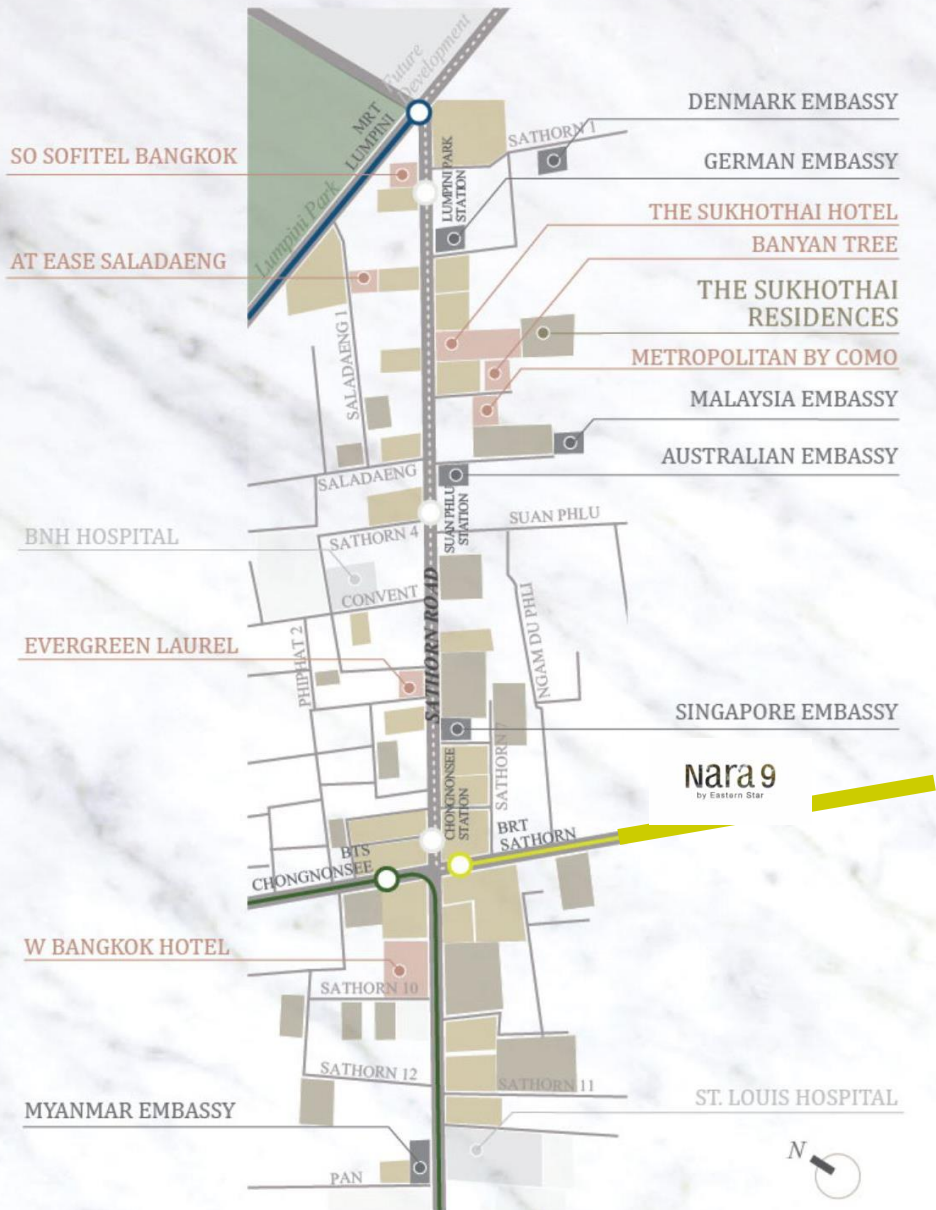 Future
Development
MRT
LUMPINI
DENMARK EMBASSY
SATHORN 1
SO SOFITEL BANGKOK
GERMAN EMBASSY
LUMPINI PARK
STATION
Lumpini Park
THE SUKHOTHAI HOTEL
BANYAN TREE
AT EASE SALADAENG
THE SUKHOTHAI
RESIDENCES
SALADAENG 1
METROPOLITAN BY COMO
MALAYSIA EMBASSY
AUSTRALIAN EMBASSY
SALADAENG
SUAN PHLU
STATION
SUAN PHLU
BNH HOSPITAL
SATHORN 4
CONVENT
SATHORN ROAD
NGAM DU PHLI
PHIPHAT 2
EVERGREEN LAUREL
SINGAPORE EMBASSY
SATHORN 7
Nara 9
by Eastern Star
CHONGNONSEE
STATION
BRT
SATHORN
BTS
CHONGNONSEE
W BANGKOK HOTEL
SATHORN 10
SATHORN 12
SATHORN 11
MYANMAR EMBASSY
ST. LOUIS HOSPITAL
N
PAN